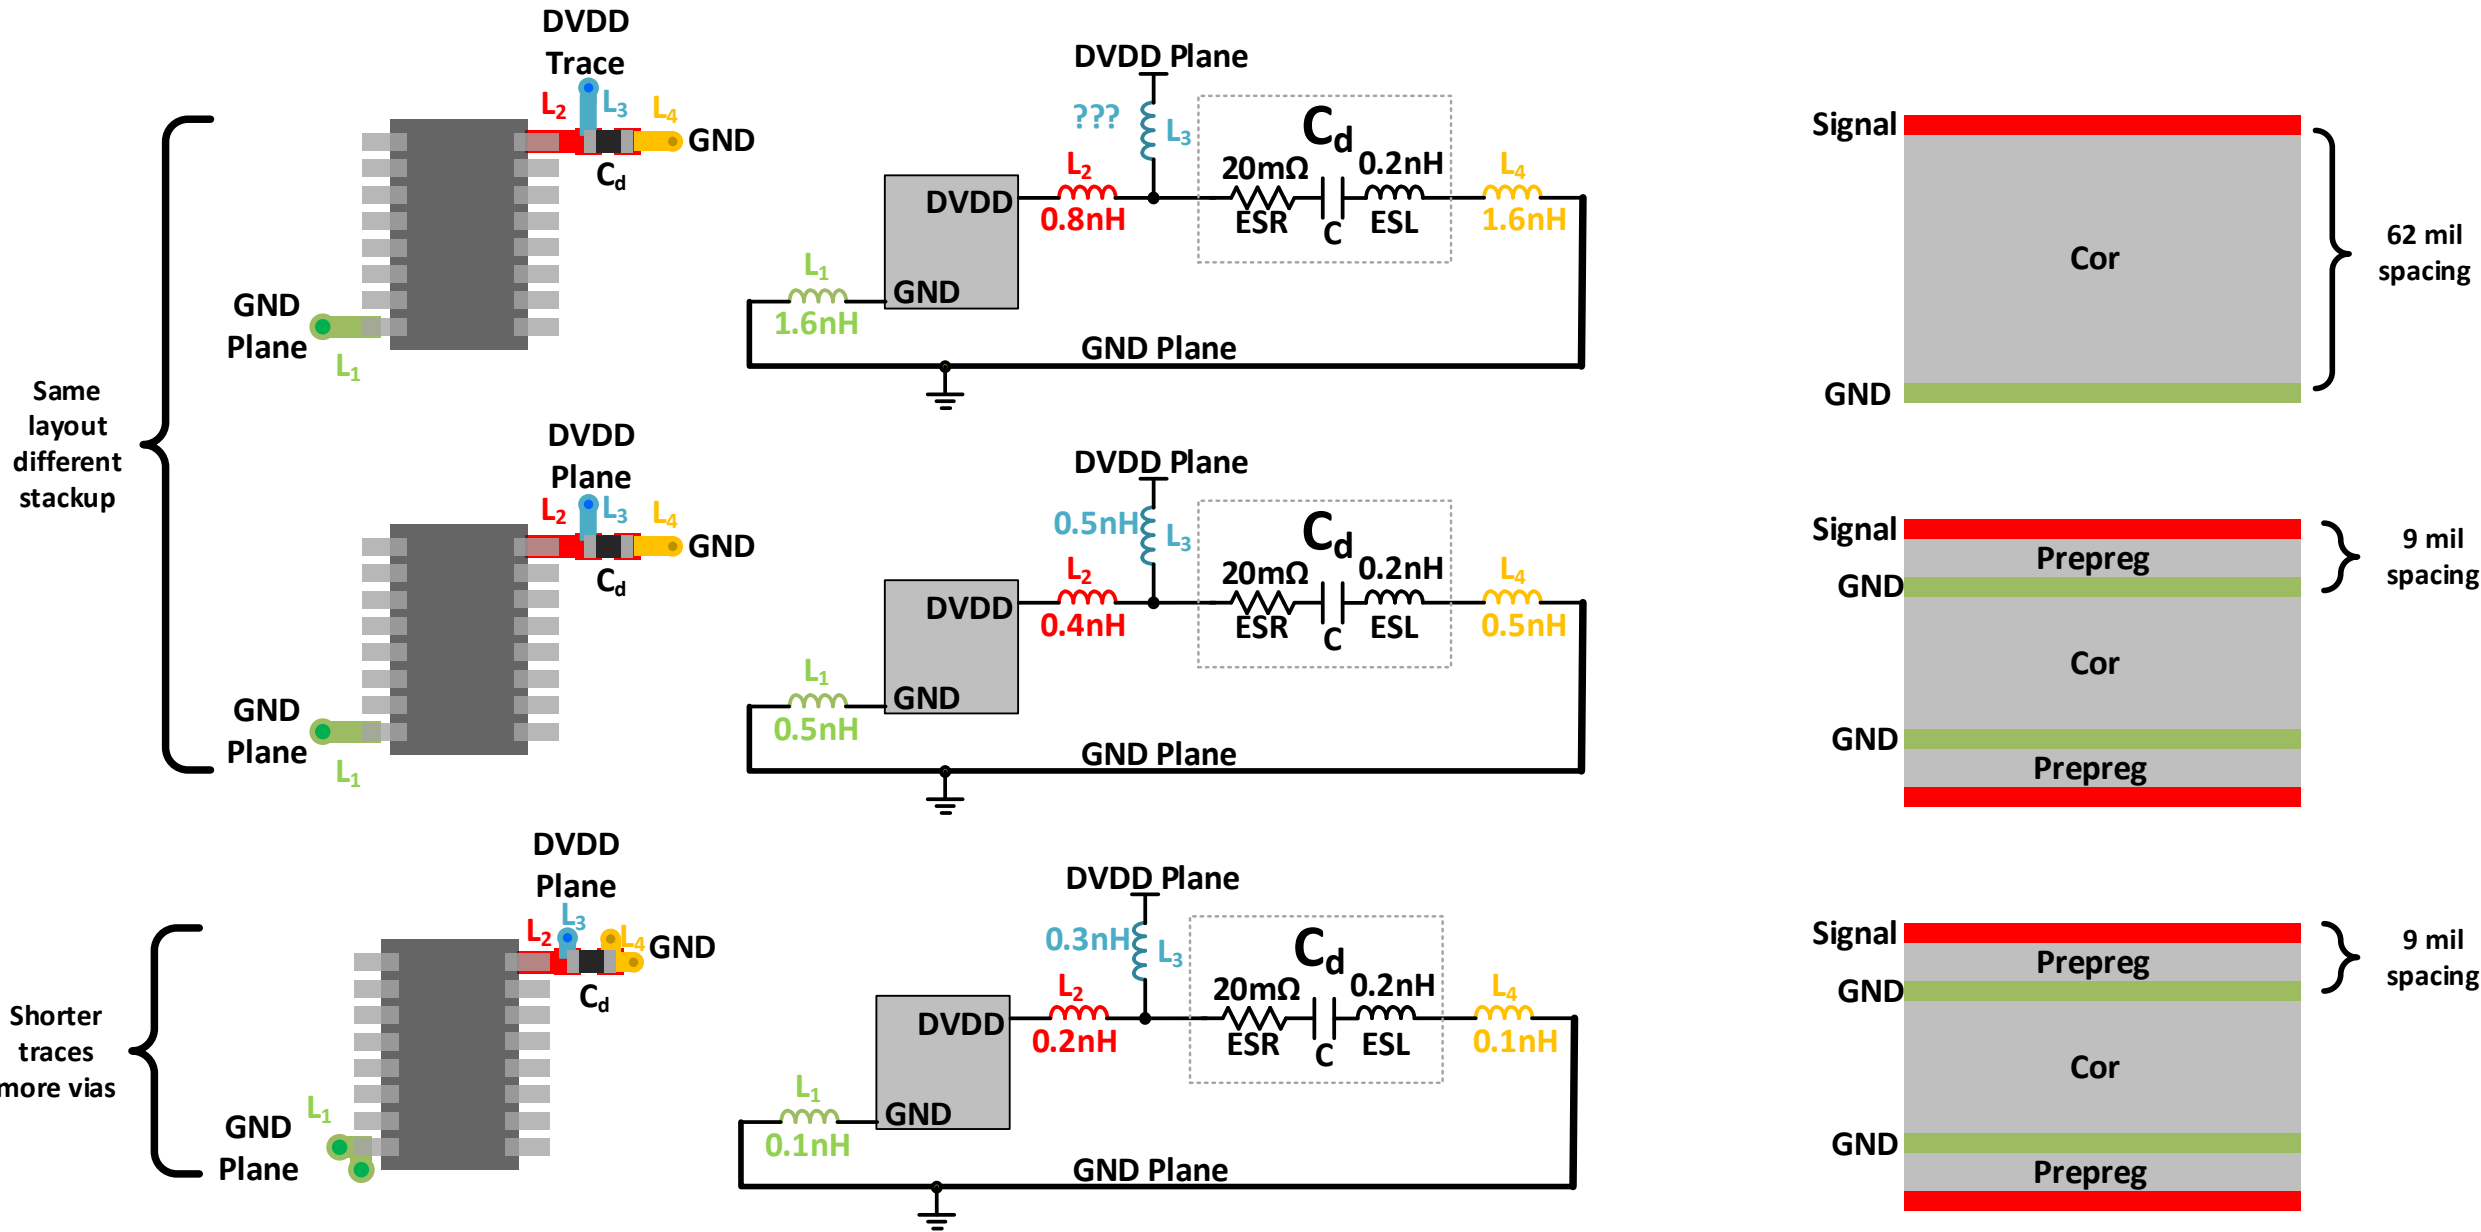 DVDD
Trace
L2
L3
L4
GND
Cd
GND
Plane
L1
DVDD Plane
???
L3
Cd
L2
20mΩ
0.2nH
L4
DVDD
0.8nH
ESR
C
ESL
1.6nH
L1
GND
1.6nH
GND Plane
Signal
Cor
GND
62 mil
spacing
Same
layout
different
stackup
DVDD
Plane
L2
L3
L4
GND
Cd
GND
Plane
L1
DVDD Plane
0.5nH
L3
Cd
L2
20mΩ
0.2nH
L4
DVDD
0.4nH
ESR
C
ESL
0.5nH
L1
GND
0.5nH
GND Plane
Signal
Prepreg
GND
Cor
GND
Prepreg
9 mil
spacing
Shorter
traces
more vias
DVDD
Plane
L2
L3
L4
GND
Cd
L1
GND
Plane
DVDD Plane
0.3nH
L3
Cd
L2
20mΩ
0.2nH
L4
DVDD
0.2nH
ESR
C
ESL
0.1nH
L1
GND
0.1nH
GND Plane
Signal
Prepreg
GND
Cor
GND
Prepreg
9 mil
spacing